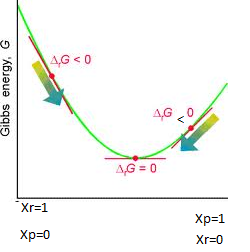 Gibbs energy, G
ΔrG < 0
ΔrG < 0
ΔrG = 0
Xr=1
Xp=0
Xp=1
Xr=0